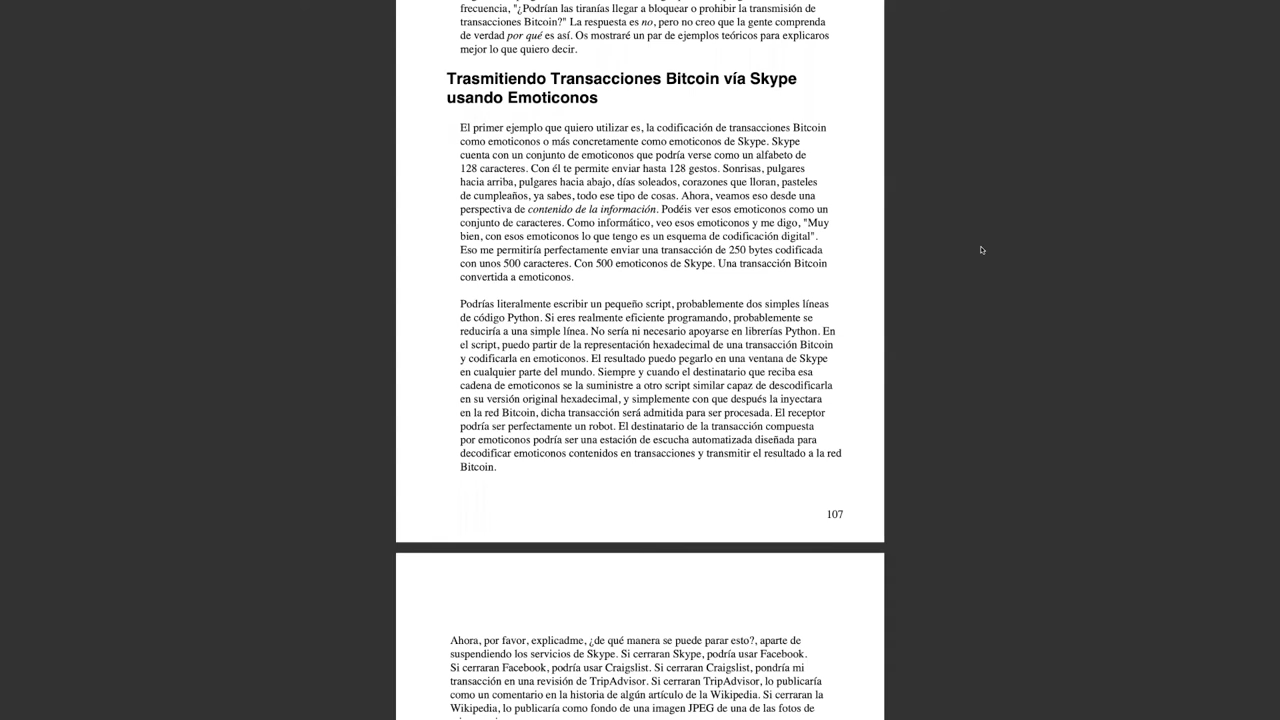 frecuencia, "¿Podrían las tiranías llegar a bloquear o prohibir la transmisión de
transacciones Bitcoin?" La respuesta es no, pero no creo que la gente comprenda
de verdad por qué es así. Os mostraré un par de ejemplos teóricos para explicaros
mejor lo que quiero decir.
Trasmitiendo Transacciones Bitcoin vía Skype
usando Emoticonos
El primer ejemplo que quiero utilizar es, la codificación de transacciones Bitcoin
como emoticonos o más concretamente como emoticonos de Skype. Skype
cuenta con un conjunto de emoticonos que podría verse como un alfabeto de
128 caracteres. Con él te permite enviar hasta 128 gestos. Sonrisas, pulgares
hacia arriba, pulgares hacia abajo, días soleados, corazones que lloran, pasteles
de cumpleaños, ya sabes, todo ese tipo de cosas. Ahora, veamos eso desde una
perspectiva de contenido de la información. Podéis ver esos emoticonos como un
conjunto de caracteres. Como informático, veo esos emoticonos y me digo, "Muy
bien, con esos emoticonos lo que tengo es un esquema de codificación digital".
Eso me permitiría perfectamente enviar una transacción de 250 bytes codificada
con unos 500 caracteres. Con 500 emoticonos de Skype. Una transacción Bitcoin
convertida a emoticonos.
Podrías literalmente escribir un pequeño script, probablemente dos simples líneas
de código Python. Si eres realmente eficiente programando, probablemente se
reduciría a una simple línea. No sería ni necesario apoyarse en librerías Python. En
el script, puedo partir de la representación hexadecimal de una transacción Bitcoin
y codificarla en emoticonos. El resultado puedo pegarlo en una ventana de Skype
en cualquier parte del mundo. Siempre y cuando el destinatario que reciba esa
cadena de emoticonos se la suministre a otro script similar capaz de descodificarla
en su versión original hexadecimal, y simplemente con que después la inyectara
en la red Bitcoin, dicha transacción será admitida para ser procesada. El receptor
podría ser perfectamente un robot. El destinatario de la transacción compuesta
por emoticonos podría ser una estación de escucha automatizada diseñada para
decodificar emoticonos contenidos en transacciones y transmitir el resultado a la red
Bitcoin.
107
Ahora, por favor, explicadme, ¿de qué manera se puede parar esto?, aparte de
suspendiendo los servicios de Skype. Si cerraran Skype, podría usar Facebook.
Si cerraran Facebook, podría usar Craigslist. Si cerraran Craigslist, pondría mi
transacción en una revisión de TripAdvisor. Si cerraran TripAdvisor, lo publicaría
como un comentario en la historia de algún artículo de la Wikipedia. Si cerraran la
Wikipedia, lo publicaría como fondo de una imagen JPEG de una de las fotos de